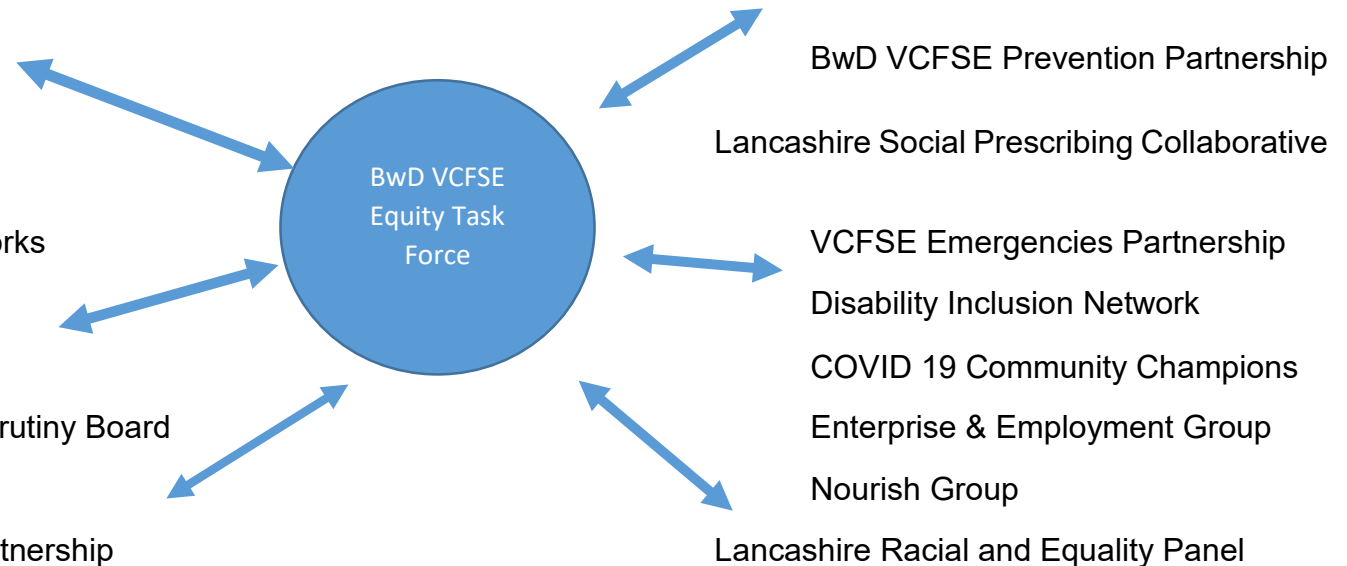 BwD VCFSE Prevention Partnership
Lancashire Social Prescribing Collaborative
BwD VCFSE
Equity Task
Force
VCFSE Emergencies Partnership
Disability Inclusion Network
COVID 19 Community Champions
Enterprise & Employment Group
Nourish Group
Lancashire Racial and Equality Panel
orks
rutiny Board
tnership